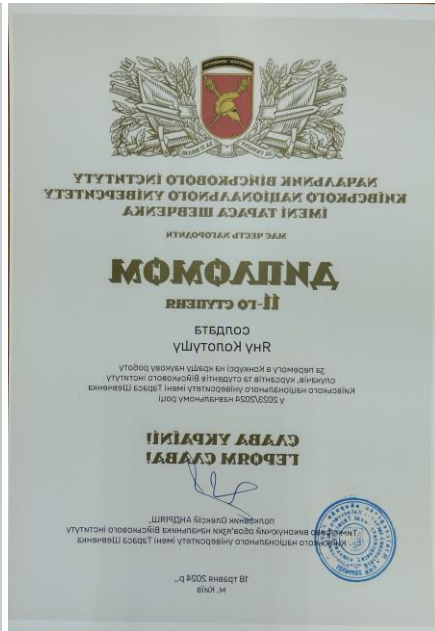 НАЧАЛЬНИК ВІЙСЬКОВОГО ІНСТИТУТУ
КИЇВСЬКОГО НАЦІОНАЛЬНОГО УНІВЕРСИТЕТУ
ІМЕНІ ТАРАСА ШЕВЧЕНКА
МАЄ ЧЕСТЬ НАГОРОДИТИ
ДИПЛОМОМ
ІІ-ГО СТУПЕНЯ
солдата
Яну Колотушу
За перемогу в Конкурсі на кращу наукову роботу
слухачів, курсантів та студентів Військового інституту
Київського національного університету імені Тараса Шевченка
у 2023/2024 навчальному році
СЛАВА УКРАЇНІ!
ГЕРОЯМ СЛАВА!
полковник Олексій АНДРІЯШ,
Тимчасово виконуючий обов'язки начальника Військового інституту
Київського національного університету імені Тараса Шевченка
18 травня 2024 р.,
м. Київ